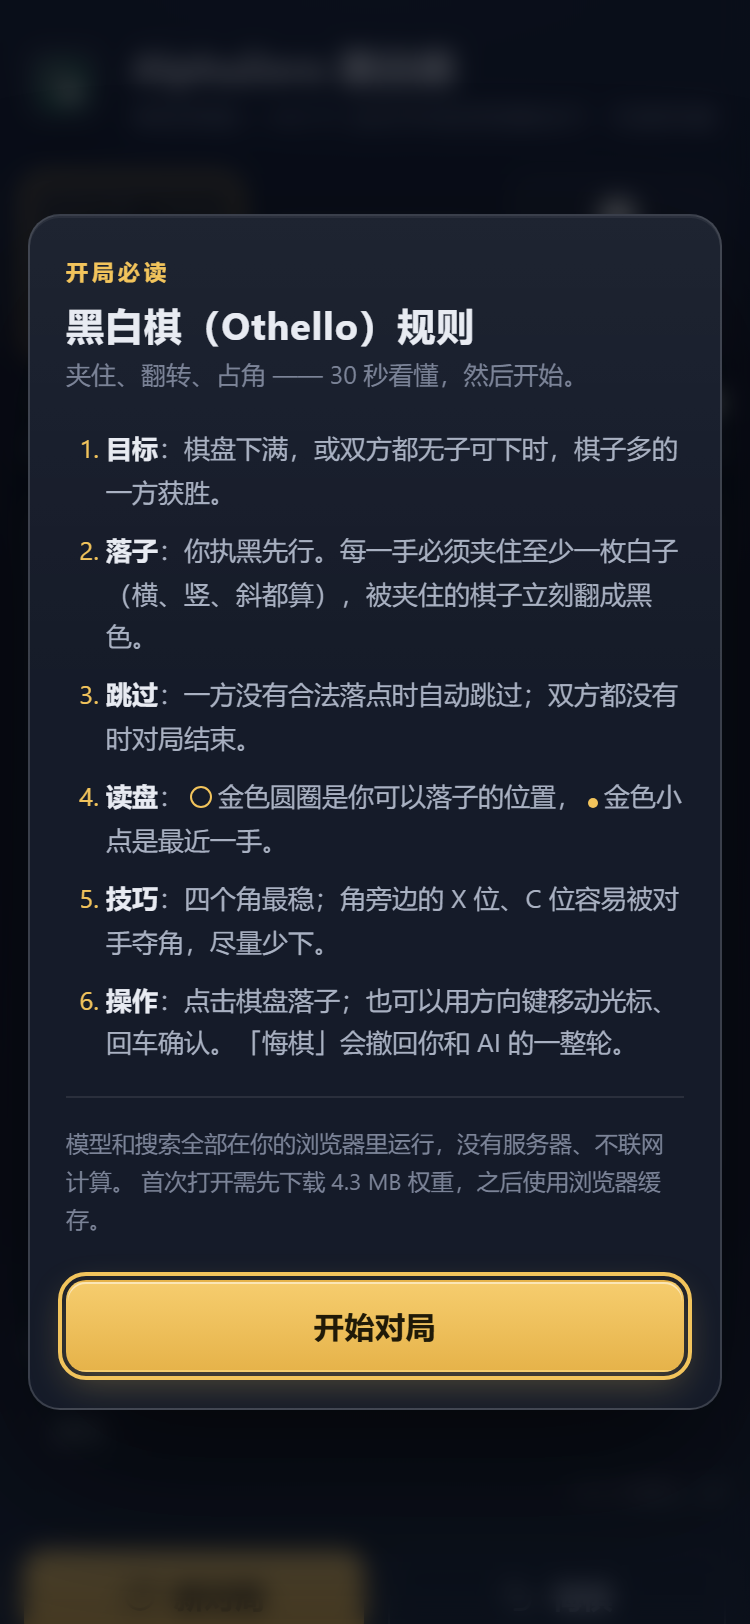 开局必读
黑白棋（Othello）规则
夹住、翻转、占角 —— 30 秒看懂，然后开始。
1. 目标：棋盘下满，或双方都无子可下时，棋子多的
一方获胜。
2. 落子：你执黑先行。每一手必须夹住至少一枚白子
（横、竖、斜都算），被夹住的棋子立刻翻成黑
色。
3. 跳过：一方没有合法落点时自动跳过；双方都没有
时对局结束。
4. 读盘：金色圆圈是你可以落子的位置，金色小
点是最近一手。
5. 技巧：四个角最稳；角旁边的 X 位、C 位容易被对
手夺角，尽量少下。
6. 操作：点击棋盘落子；也可以用方向键移动光标、
回车确认。「悔棋」会撤回你和 AI 的一整轮。
模型和搜索全部在你的浏览器里运行，没有服务器、不联网
计算。 首次打开需先下载 4.3 MB 权重，之后使用浏览器缓
存。
开始对局